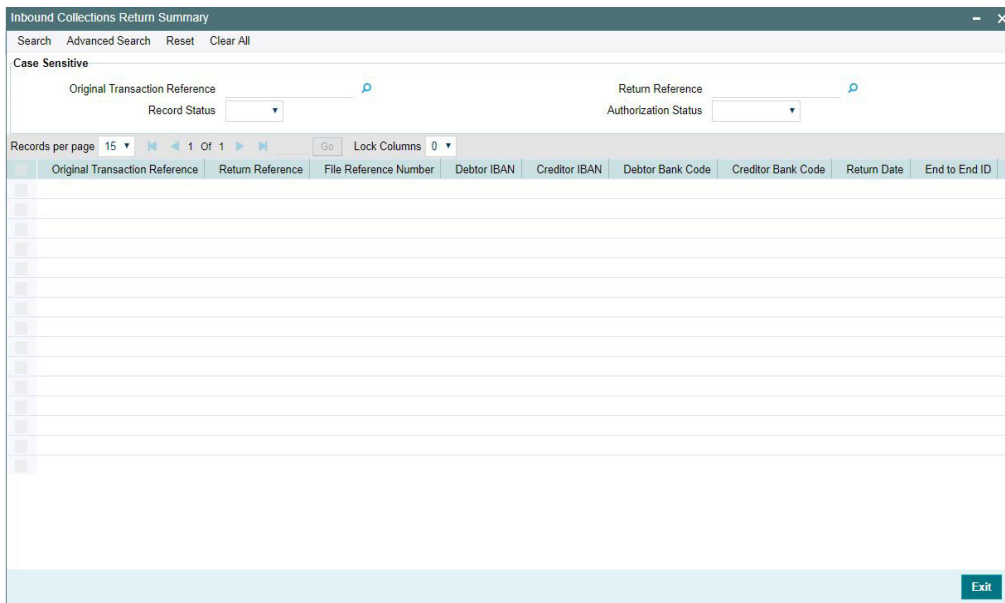 Inbound Collections Return Summary
Search Advanced Search Reset Clear All
Case Sensitive
Original Transaction Reference Return Reference
Record Status Authorization Status
Records per page 15 1 Of 1 Go Lock Columns 0
Original Transaction Reference Return Reference File Reference Number Debtor IBAN Creditor IBAN Debtor Bank Code Creditor Bank Code Return Date End to End ID
Exit